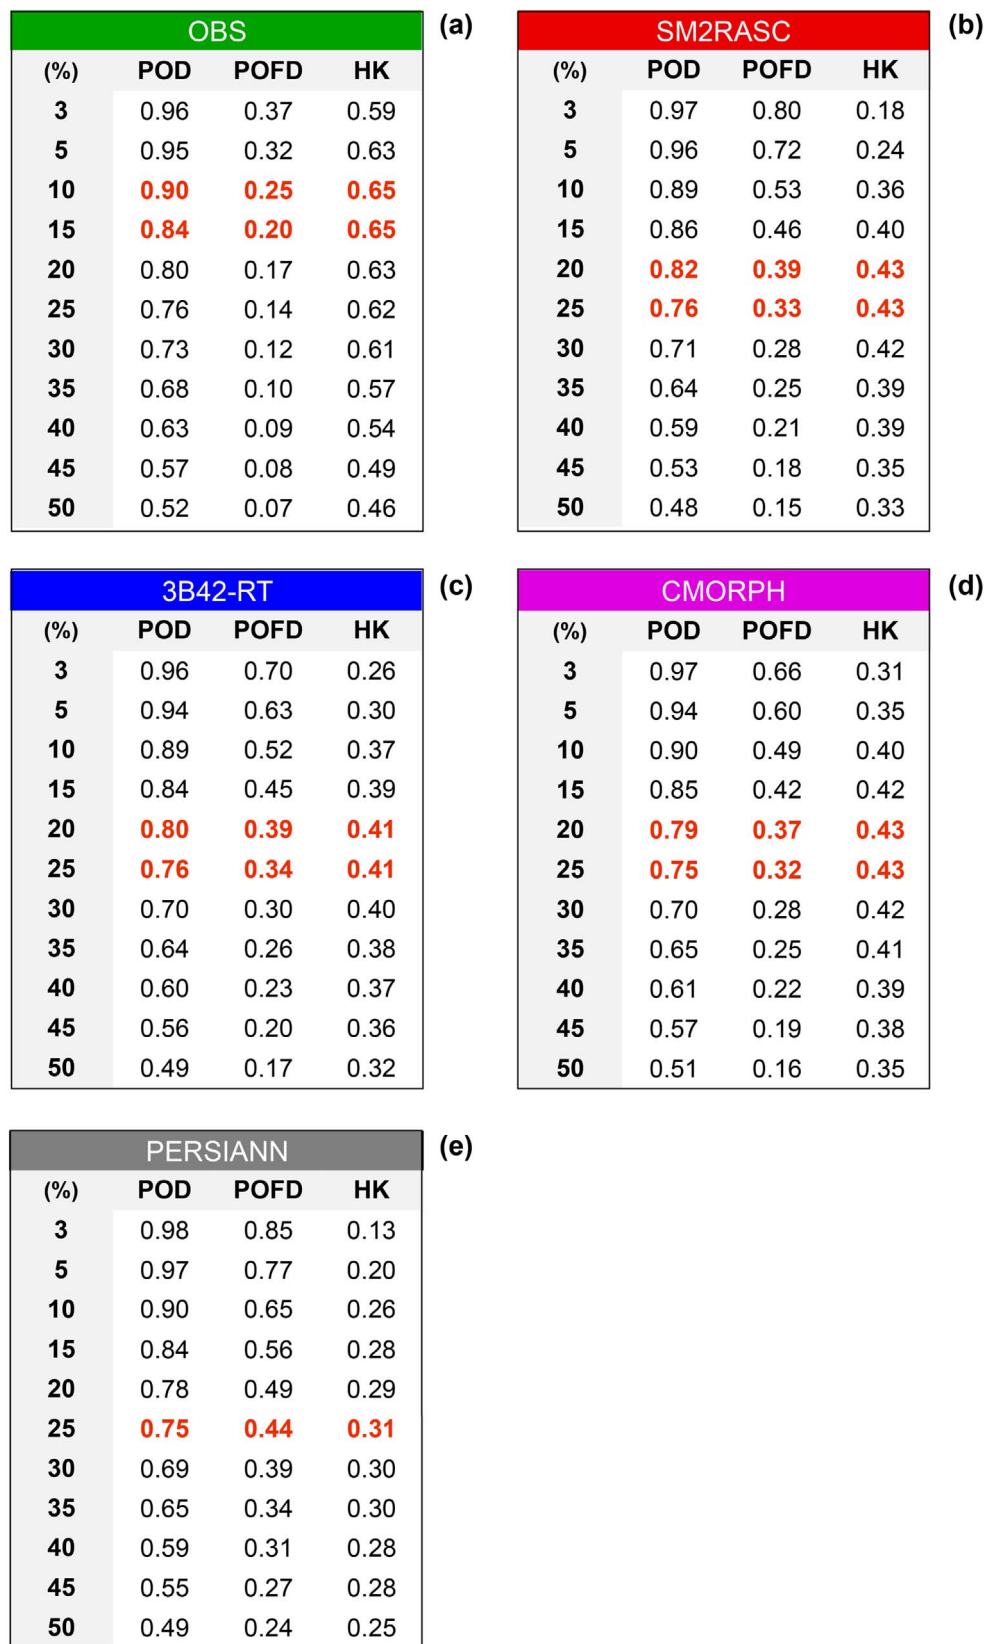 OBS (a)
(%) POD POFD HK
3 0.96 0.37 0.59
5 0.95 0.32 0.63
10 0.90 0.25 0.65
15 0.84 0.20 0.65
20 0.80 0.17 0.63
25 0.76 0.14 0.62
30 0.73 0.12 0.61
35 0.68 0.10 0.57
40 0.63 0.09 0.54
45 0.57 0.08 0.49
50 0.52 0.07 0.46
SM2RASC (b)
(%) POD POFD HK
3 0.97 0.80 0.18
5 0.96 0.72 0.24
10 0.89 0.53 0.36
15 0.86 0.46 0.40
20 0.82 0.39 0.43
25 0.76 0.33 0.43
30 0.71 0.28 0.42
35 0.64 0.25 0.39
40 0.59 0.21 0.39
45 0.53 0.18 0.35
50 0.48 0.15 0.33
3B42-RT (c)
(%) POD POFD HK
3 0.96 0.70 0.26
5 0.94 0.63 0.30
10 0.89 0.52 0.37
15 0.84 0.45 0.39
20 0.80 0.39 0.41
25 0.76 0.34 0.41
30 0.70 0.30 0.40
35 0.64 0.26 0.38
40 0.60 0.23 0.37
45 0.56 0.20 0.36
50 0.49 0.17 0.32
CMORPH (d)
(%) POD POFD HK
3 0.97 0.66 0.31
5 0.94 0.60 0.35
10 0.90 0.49 0.40
15 0.85 0.42 0.42
20 0.79 0.37 0.43
25 0.75 0.32 0.43
30 0.70 0.28 0.42
35 0.65 0.25 0.41
40 0.61 0.22 0.39
45 0.57 0.19 0.38
50 0.51 0.16 0.35
PERSIANN (e)
(%) POD POFD HK
3 0.98 0.85 0.13
5 0.97 0.77 0.20
10 0.90 0.65 0.26
15 0.84 0.56 0.28
20 0.78 0.49 0.29
25 0.75 0.44 0.31
30 0.69 0.39 0.30
35 0.65 0.34 0.30
40 0.59 0.31 0.28
45 0.55 0.27 0.28
50 0.49 0.24 0.25